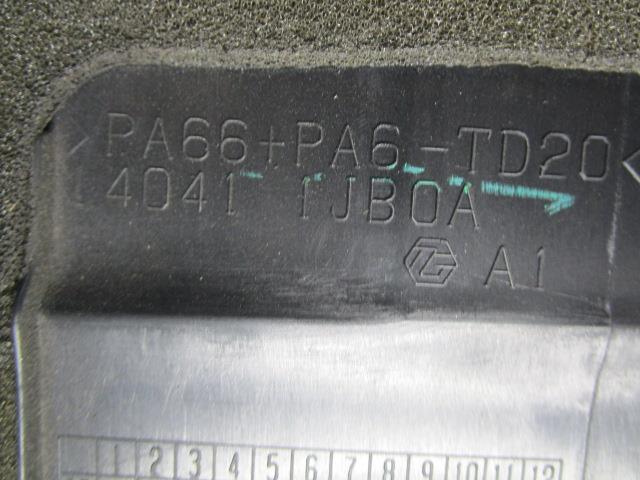 >PA66+PA6-TD20<
4041 1JB0A
A1
1 2 3 4 5 6 7 8 9 10 11 12